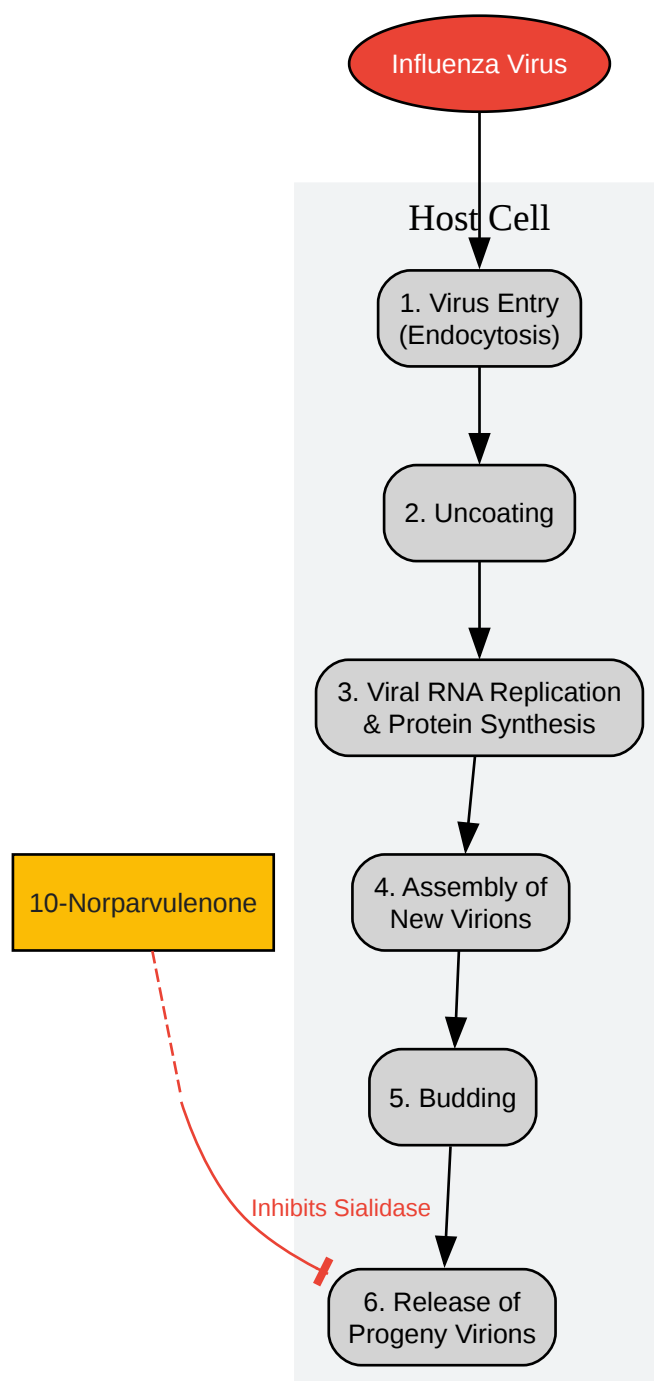 Influenza Virus
Host Cell
1. Virus Entry
(Endocytosis)
2. Uncoating
3. Viral RNA Replication
& Protein Synthesis
10-Norparvulenone
4. Assembly of
New Virions
5. Budding
Inhibits Sialidase
6. Release of
Progeny Virions